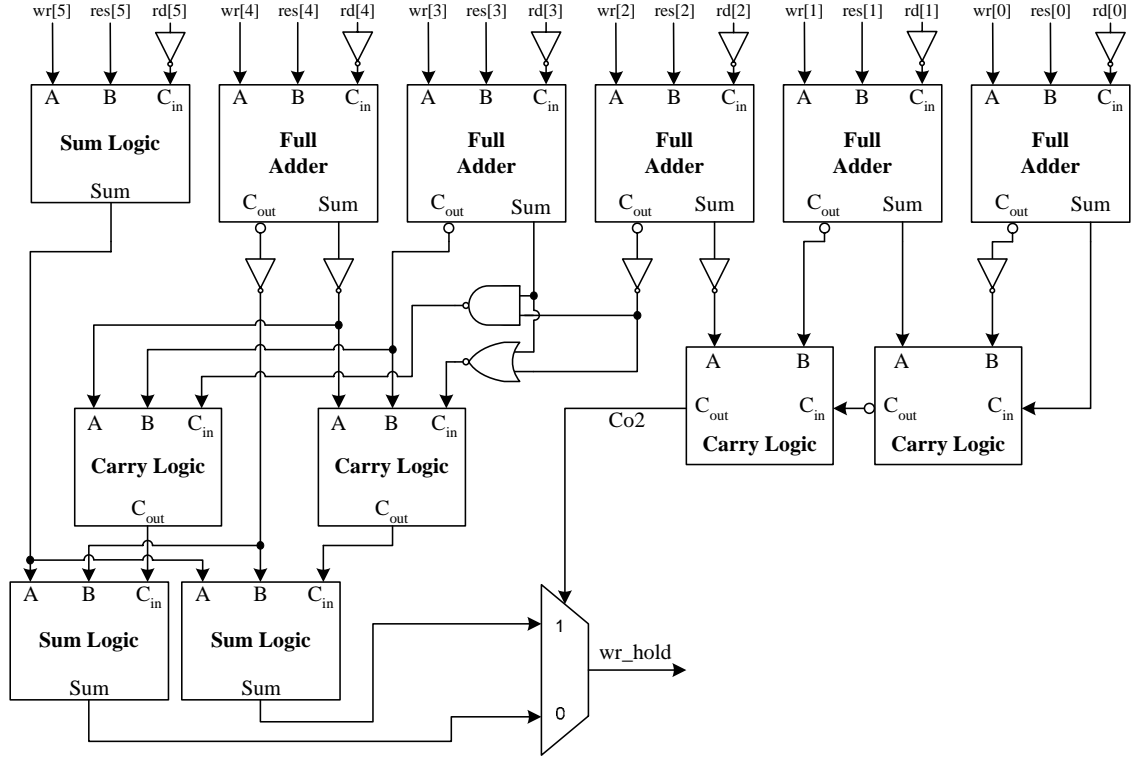 wr[5] res[5] rd[5] wr[4] res[4] rd[4] wr[3] res[3] rd[3] wr[2] res[2] rd[2] wr[1] res[1] rd[1] wr[0] res[0] rd[0]
A B Cin A B Cin A B Cin A B Cin A B Cin A B Cin
Sum Logic
Full Adder
Full Adder
Full Adder
Full Adder
Full Adder
Sum
Cout Sum Cout Sum Cout Sum Cout Sum Cout Sum
A B A B
Cout Cin Cout Cin
Co2
Carry Logic Carry Logic
A B Cin A B Cin
Carry Logic Carry Logic
Cout Cout
A B Cin A B Cin
Sum Logic Sum Logic
Sum Sum
1
wr_hold
0